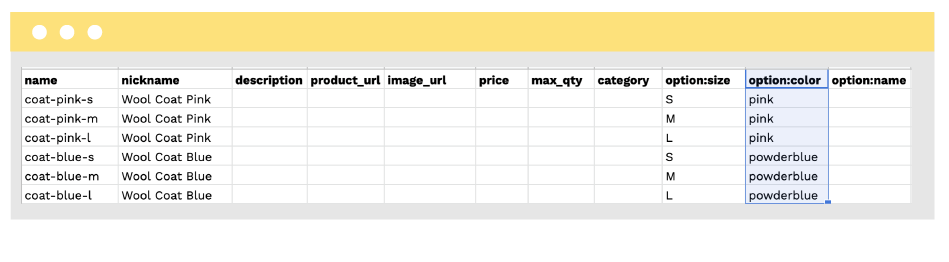 name nickname description product_url image_url price max_qty category option:size option:color option:name
coat-pink-s Wool Coat Pink S pink
coat-pink-m Wool Coat Pink M pink
coat-pink-l Wool Coat Pink L pink
coat-blue-s Wool Coat Blue S powderblue
coat-blue-m Wool Coat Blue M powderblue
coat-blue-l Wool Coat Blue L powderblue